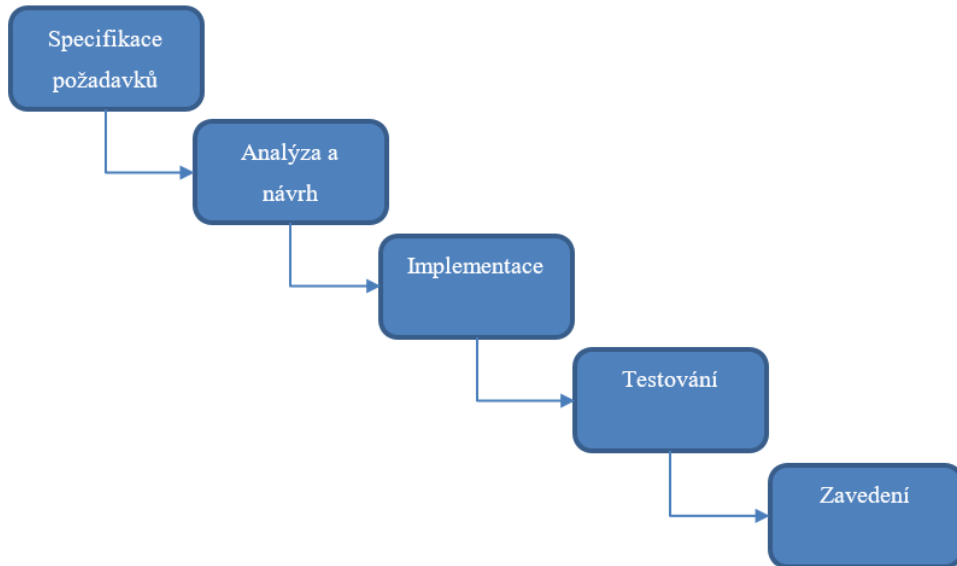 Specifikace
požadavků
Analýza a
návrh
Implementace
Testování
Zavedení